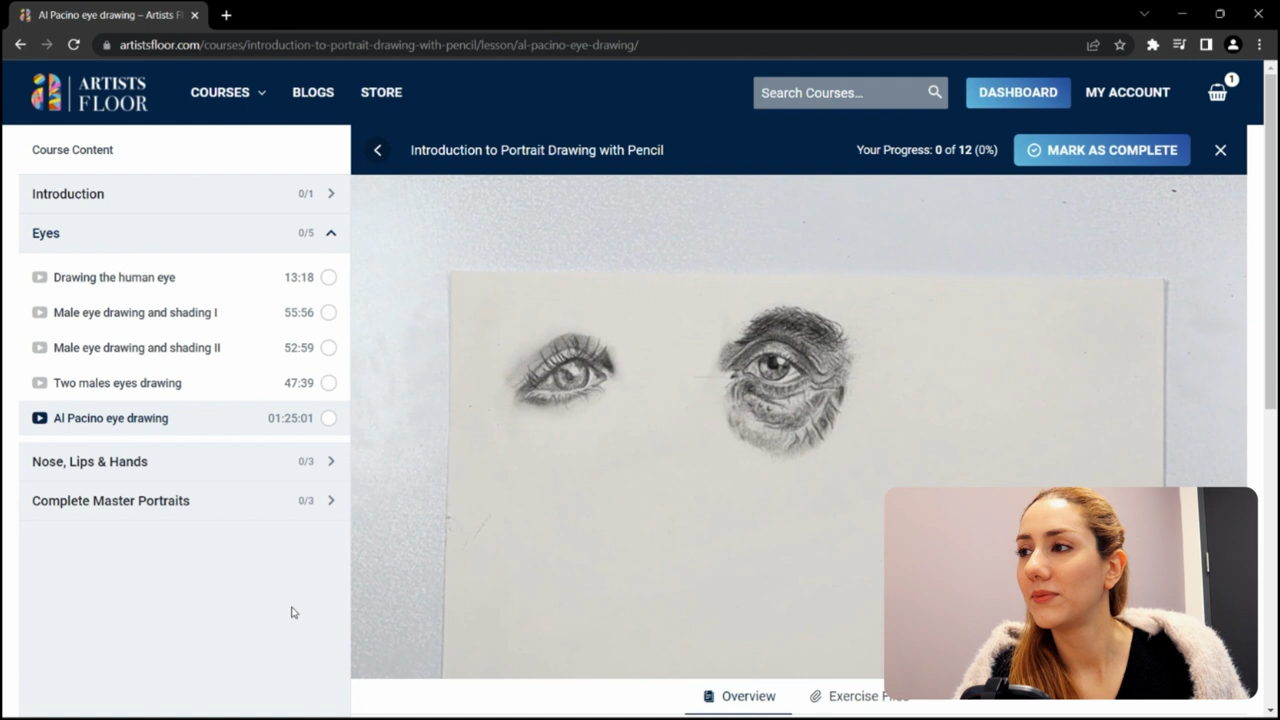 Al Pacino eye drawing – Artists Fl
artistsfloor.com/courses/introduction-to-portrait-drawing-with-pencil/lesson/al-pacino-eye-drawing/
ARTISTS
FLOOR
COURSES
BLOGS
STORE
Search Courses...
DASHBOARD
MY ACCOUNT
1
Course Content
Introduction to Portrait Drawing with Pencil
Your Progress: 0 of 12 (0%)
MARK AS COMPLETE
Introduction 0/1
Eyes 0/5
Drawing the human eye 13:18
Male eye drawing and shading I 55:56
Male eye drawing and shading II 52:59
Two males eyes drawing 47:39
Al Pacino eye drawing 01:25:01
Nose, Lips & Hands 0/3
Complete Master Portraits 0/3
Overview
Exercise